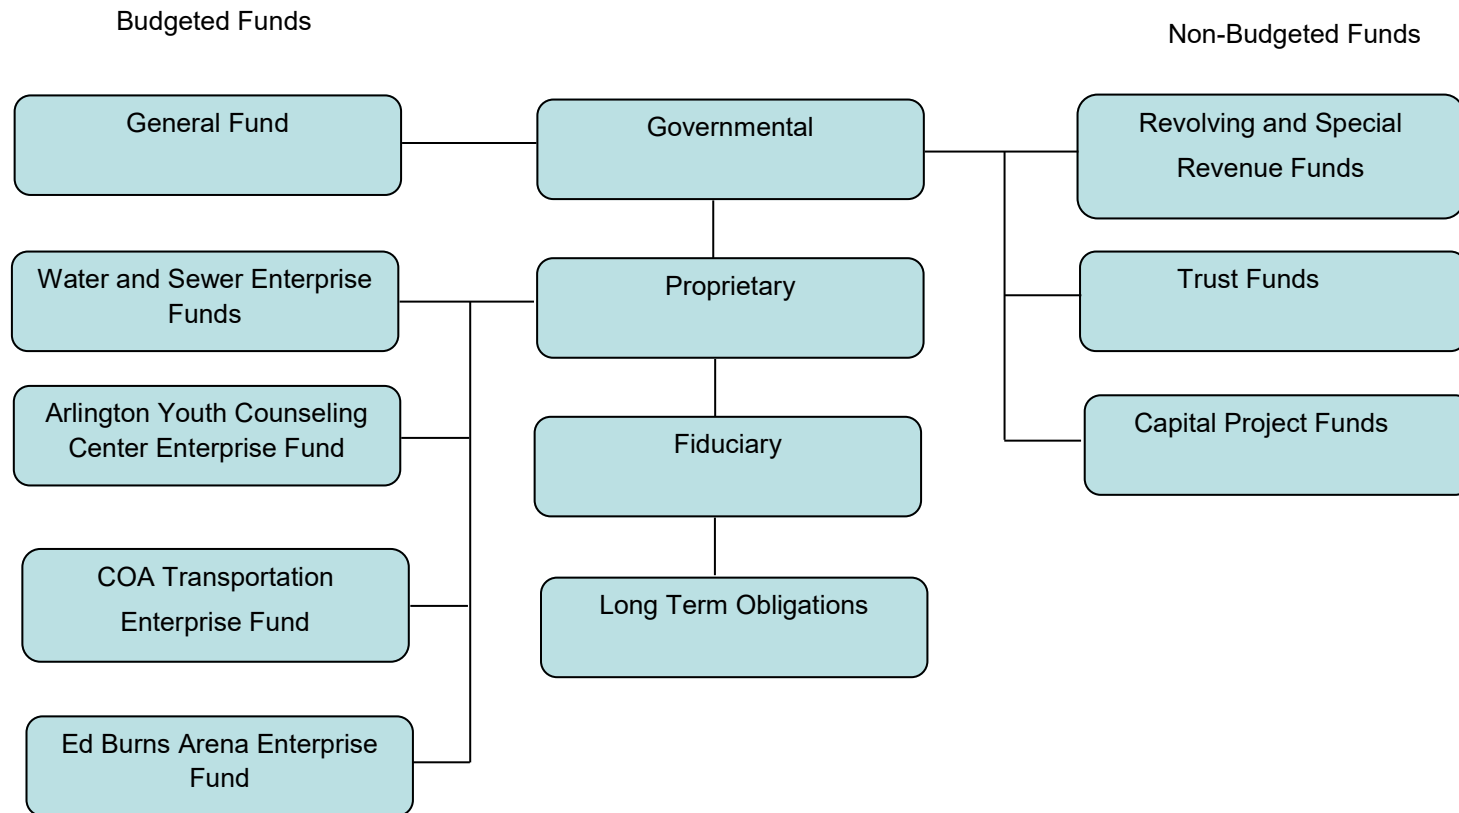 Budgeted Funds
Non-Budgeted Funds
General Fund
Governmental
Revolving and Special
Revenue Funds
Water and Sewer Enterprise
Funds
Proprietary
Trust Funds
Arlington Youth Counseling
Center Enterprise Fund
Fiduciary
Capital Project Funds
COA Transportation
Enterprise Fund
Long Term Obligations
Ed Burns Arena Enterprise
Fund